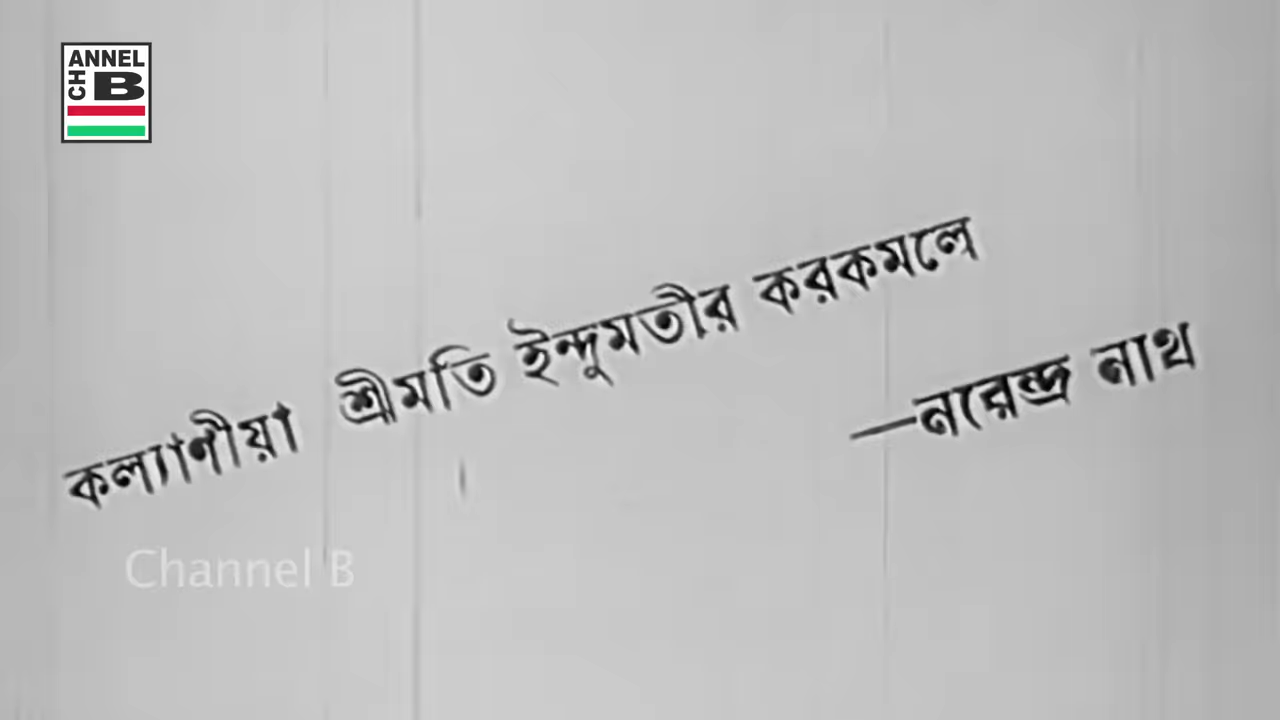 ANNEL
CH B
কল্যাণীয়া শ্রীমতি ইন্দুমতীর করকমলে
—নরেন্দ্র নাথ
Channel B